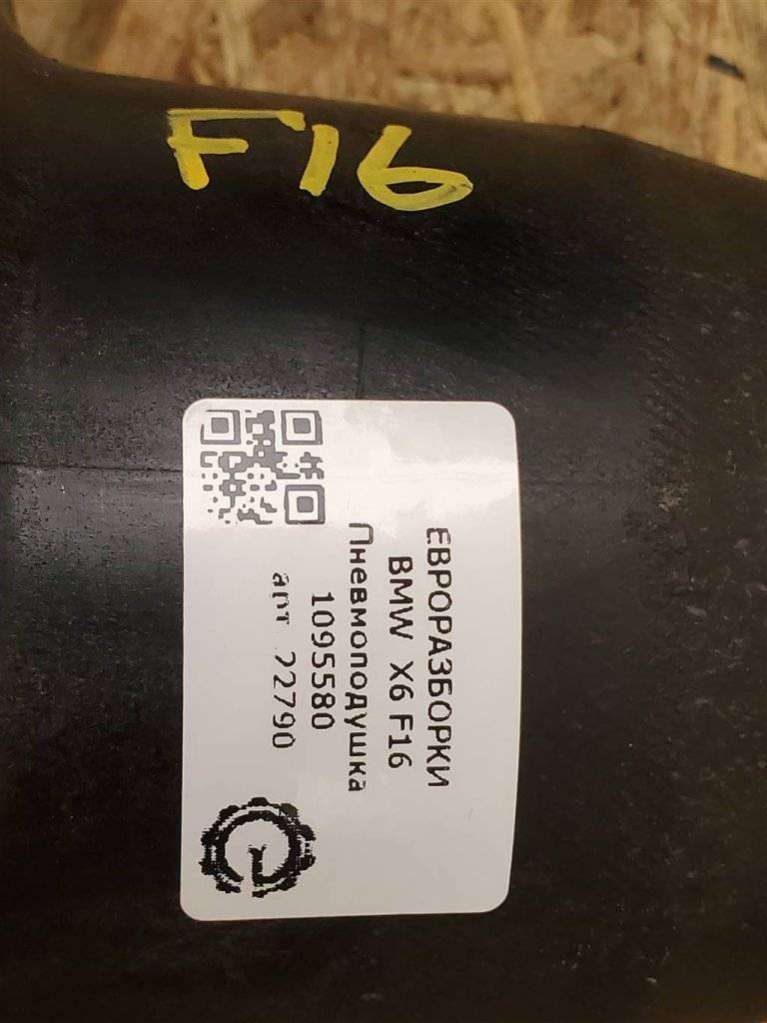 F16
ЕВРОРАЗБОРКИ
BMW X6 F16
Пневмоподушка
1095580
арт. 22790